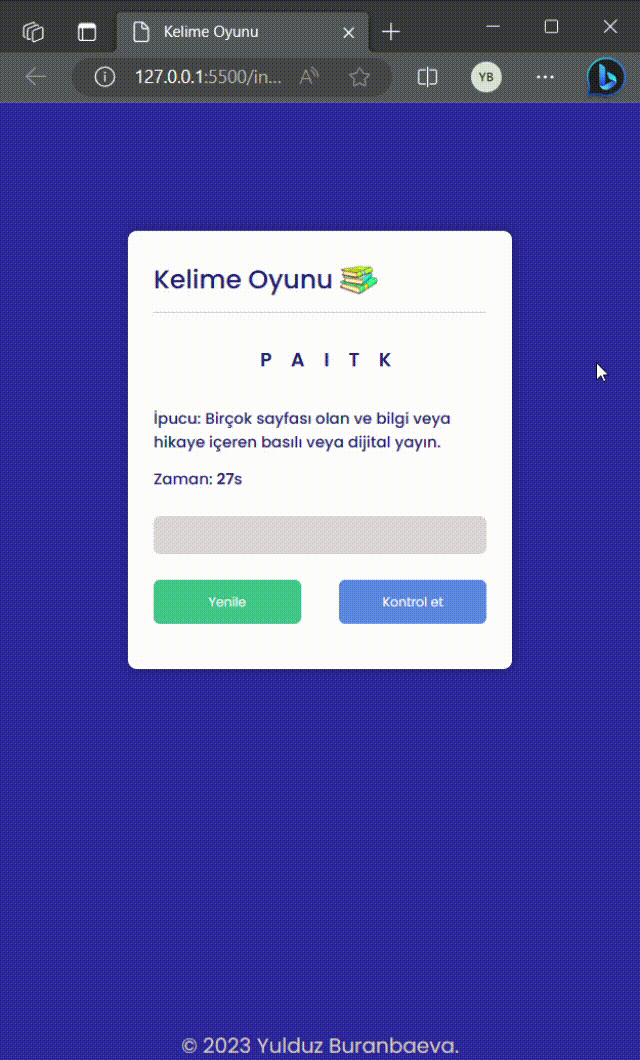 Kelime Oyunu
127.0.0.1:5500/in...
YB
Kelime Oyunu
P A I T K
İpucu: Birçok sayfası olan ve bilgi veya
hikaye içeren basılı veya dijital yayın.
Zaman: 27s
Yenile
Kontrol et
© 2023 Yulduz Buranbaeva.